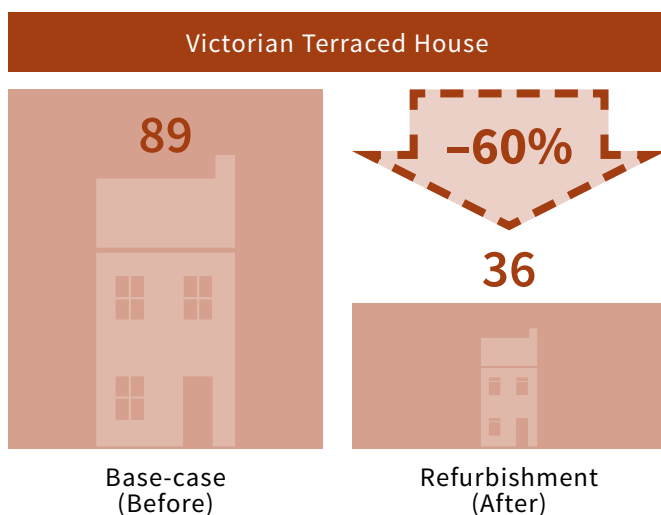 Victorian Terraced House
89
–60%
36
Base-case
(Before)
Refurbishment
(After)